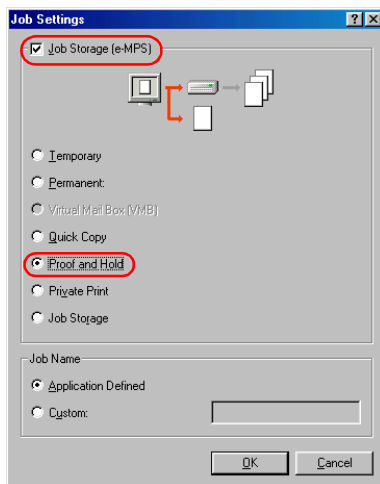 Job Settings
Job Storage (e-MPS)
Temporary
Permanent:
Virtual Mail Box (VMB)
Quick Copy
Proof and Hold
Private Print
Job Storage
Job Name
Application Defined
Custom:
OK
Cancel